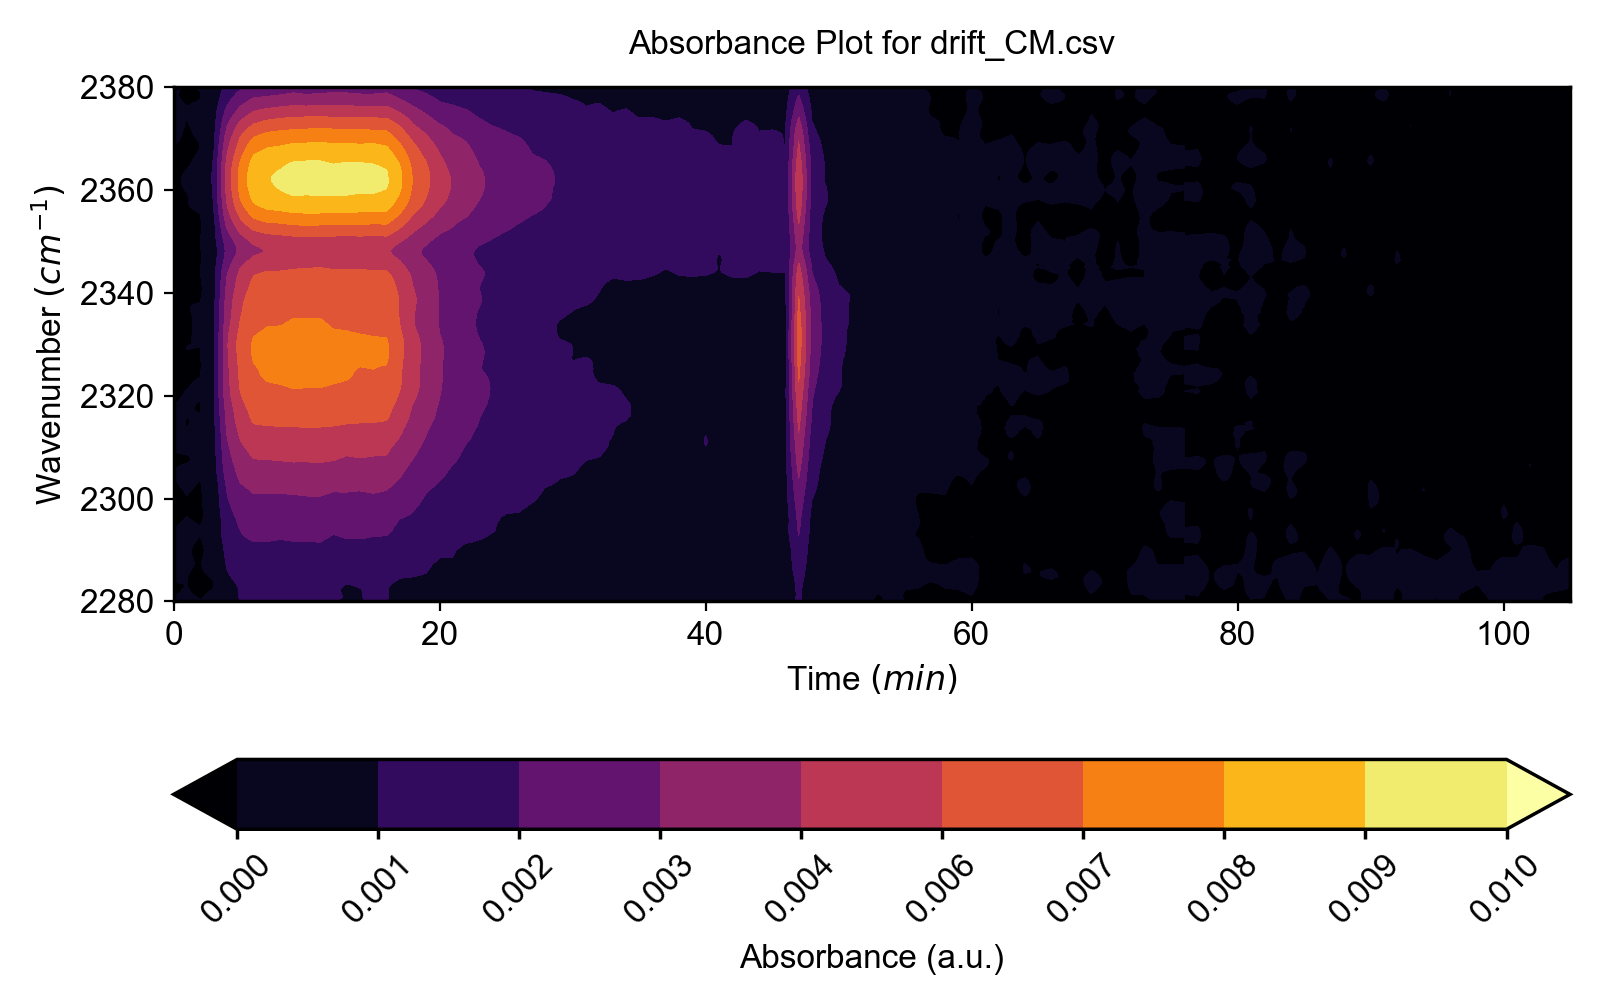 Absorbance Plot for drift_CM.csv
2380
2360
2340
2320
2300
2280
Wavenumber (cm⁻¹)
0 20 40 60 80 100
Time (min)
0.000 0.001 0.002 0.003 0.004 0.006 0.007 0.008 0.009 0.010
Absorbance (a.u.)